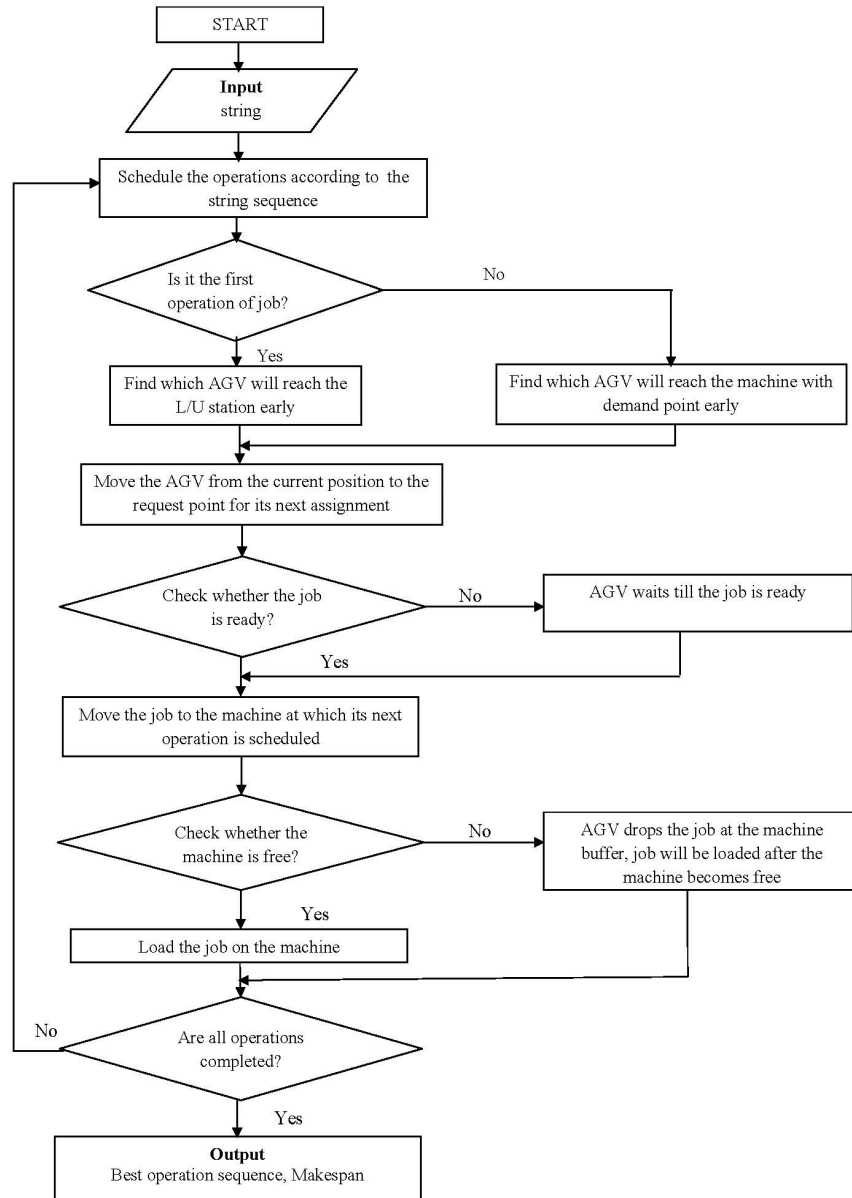 START
Input
string
Schedule the operations according to the
string sequence
Is it the first
operation of job?
No
Yes
Find which AGV will reach the
L/U station early
Find which AGV will reach the machine with
demand point early
Move the AGV from the current position to the
request point for its next assignment
Check whether the job
is ready?
No
AGV waits till the job is ready
Yes
Move the job to the machine at which its next
operation is scheduled
Check whether the
machine is free?
No
AGV drops the job at the machine
buffer, job will be loaded after the
machine becomes free
Yes
Load the job on the machine
No
Are all operations
completed?
Yes
Output
Best operation sequence, Makespan